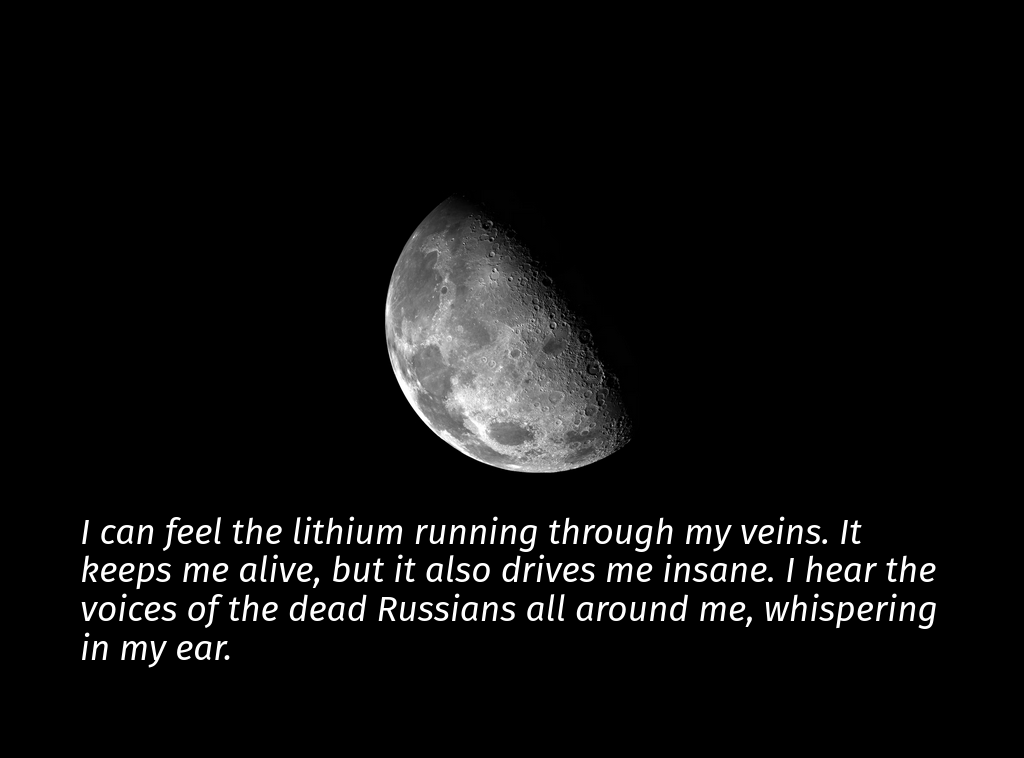 I can feel the lithium running through my veins. It
keeps me alive, but it also drives me insane. I hear the
voices of the dead Russians all around me, whispering
in my ear.